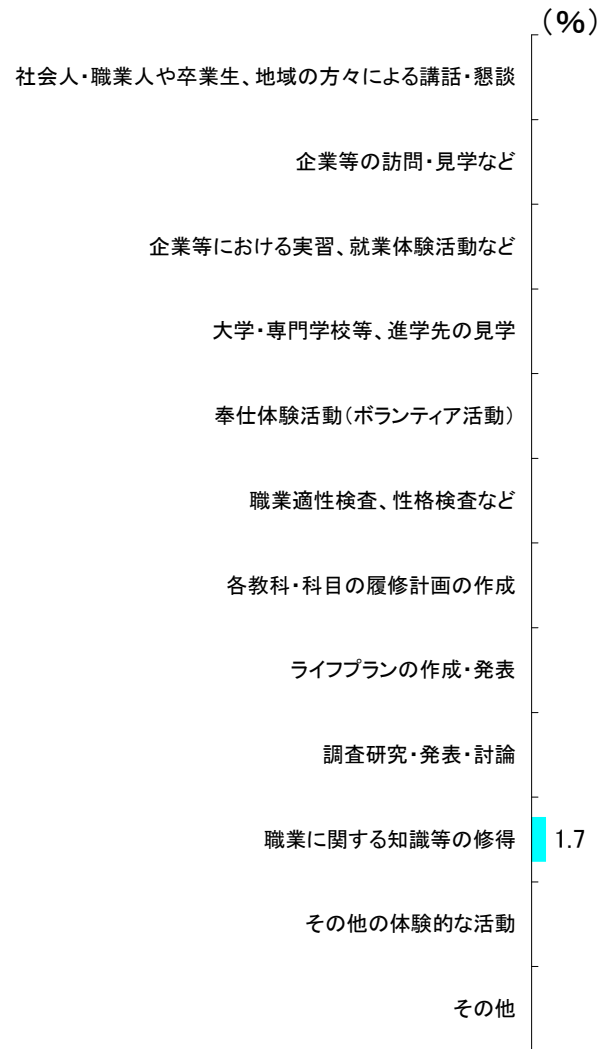 (%)
社会人・職業人や卒業生、地域の方々による講話・懇談
企業等の訪問・見学など
企業等における実習、就業体験活動など
大学・専門学校等、進学先の見学
奉仕体験活動(ボランティア活動)
職業適性検査、性格検査など
各教科・科目の履修計画の作成
ライフプランの作成・発表
調査研究・発表・討論
職業に関する知識等の修得 1.7
その他の体験的な活動
その他